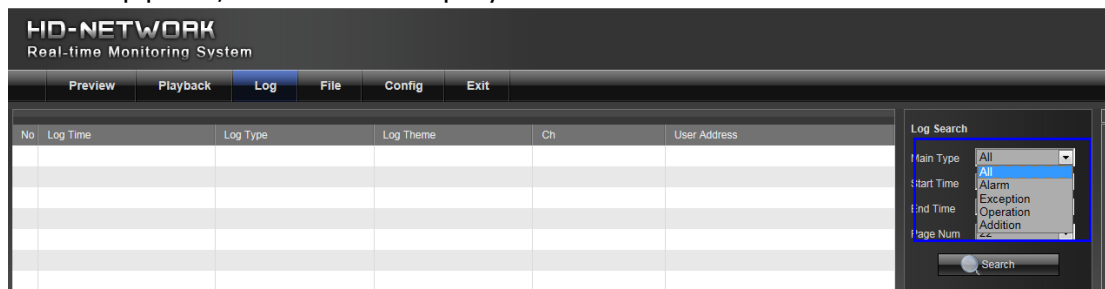 HD-NETWORK
Real-time Monitoring System
Preview Playback Log File Config Exit
No Log Time Log Type Log Theme Ch User Address
Log Search
Main Type All
All
Start Time Alarm
Exception
End Time Operation
Addition
Page Num 22
Search